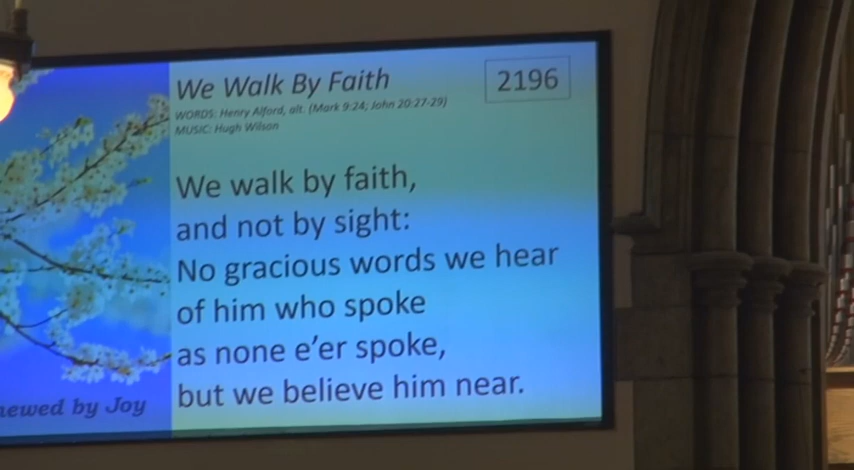 We Walk By Faith
2196
WORDS: Henry Alford, alt. (Mark 9:24; John 20:27-29)
MUSIC: Hugh Wilson
We walk by faith,
and not by sight:
No gracious words we hear
of him who spoke
as none e'er spoke,
but we believe him near.
by Joy